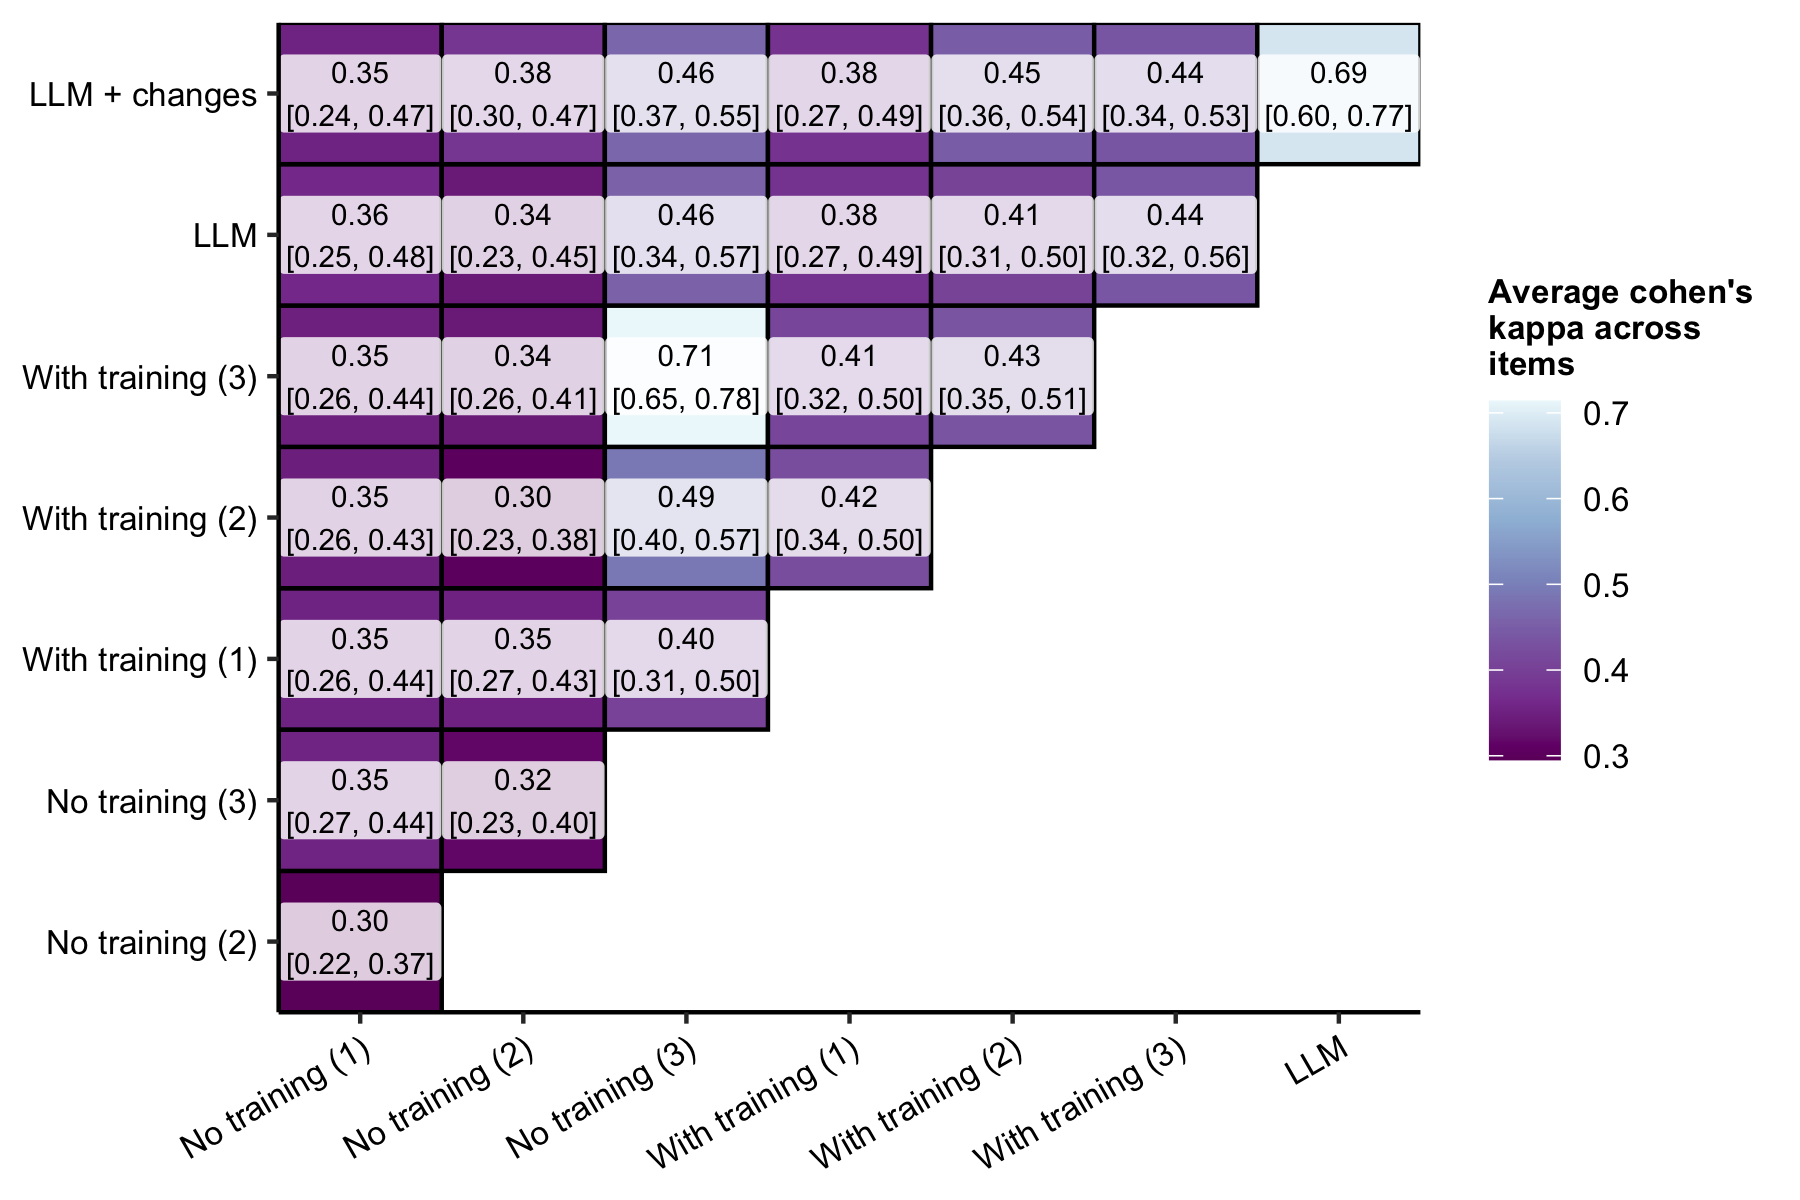 LLM + changes
0.35 0.38 0.46 0.38 0.45 0.44 0.69
[0.24, 0.47] [0.30, 0.47] [0.37, 0.55] [0.27, 0.49] [0.36, 0.54] [0.34, 0.53] [0.60, 0.77]
LLM
0.36 0.34 0.46 0.38 0.41 0.44
[0.25, 0.48] [0.23, 0.45] [0.34, 0.57] [0.27, 0.49] [0.31, 0.50] [0.32, 0.56]
With training (3)
0.35 0.34 0.71 0.41 0.43
[0.26, 0.44] [0.26, 0.41] [0.65, 0.78] [0.32, 0.50] [0.35, 0.51]
With training (2)
0.35 0.30 0.49 0.42
[0.26, 0.43] [0.23, 0.38] [0.40, 0.57] [0.34, 0.50]
With training (1)
0.35 0.35 0.40
[0.26, 0.44] [0.27, 0.43] [0.31, 0.50]
No training (3)
0.35 0.32
[0.27, 0.44] [0.23, 0.40]
No training (2)
0.30
[0.22, 0.37]
No training (1)
No training (2)
No training (3)
With training (1)
With training (2)
With training (3)
LLM
Average cohen's
kappa across
items
0.7
0.6
0.5
0.4
0.3